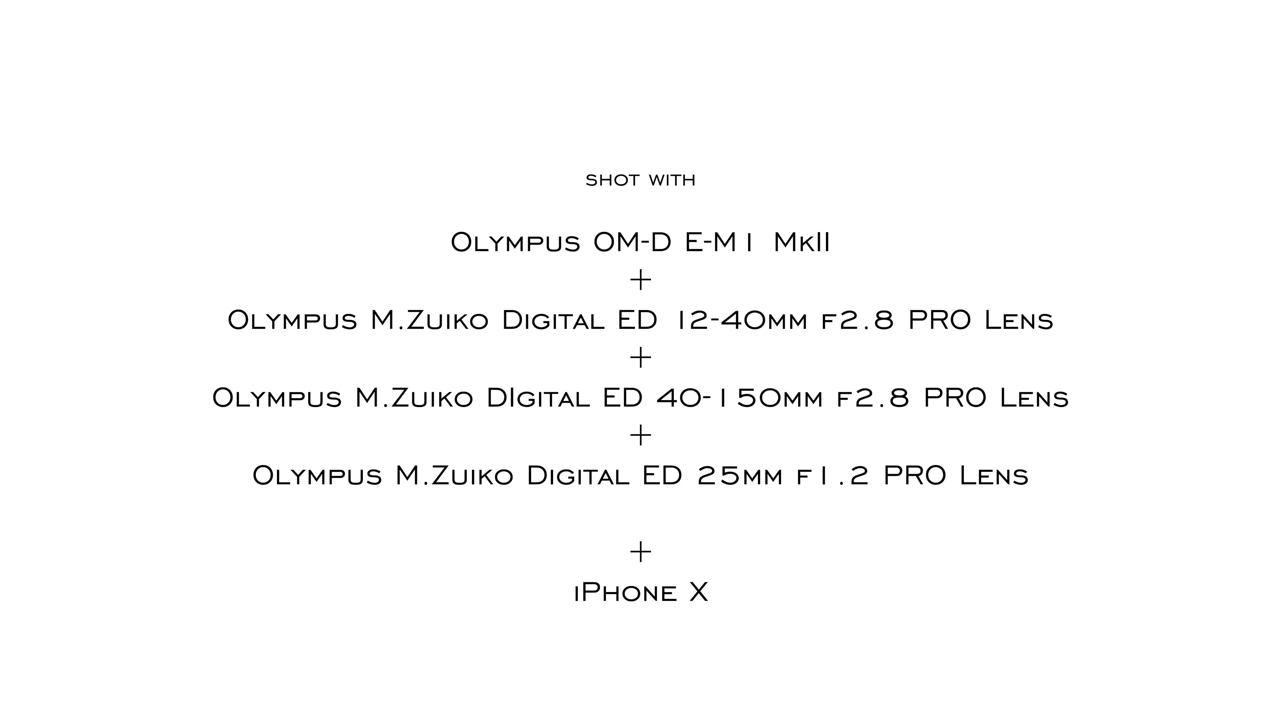 SHOT WITH
OLYMPUS OM-D E-M1 MKII
+
OLYMPUS M.ZUIKO DIGITAL ED 12-40MM F2.8 PRO LENS
+
OLYMPUS M.ZUIKO DIGITAL ED 40-150MM F2.8 PRO LENS
+
OLYMPUS M.ZUIKO DIGITAL ED 25MM F1.2 PRO LENS
+
IPHONE X